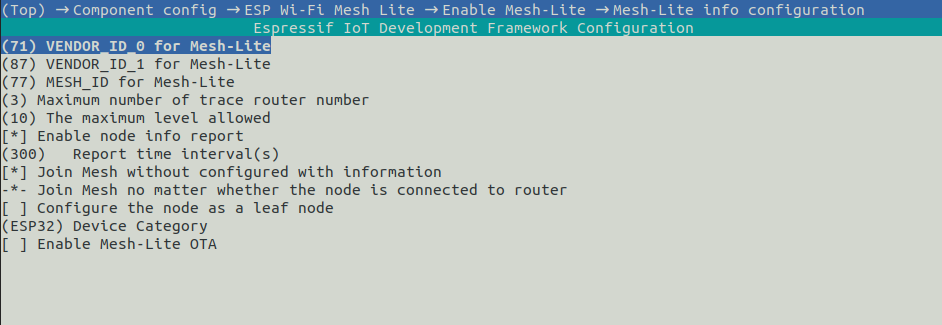 (Top) → Component config → ESP Wi-Fi Mesh Lite → Enable Mesh-Lite → Mesh-Lite info configuration
Espressif IoT Development Framework Configuration
(71) VENDOR_ID_0 for Mesh-Lite
(87) VENDOR_ID_1 for Mesh-Lite
(77) MESH_ID for Mesh-Lite
(3) Maximum number of trace router number
(10) The maximum level allowed
[*] Enable node info report
(300)   Report time interval(s)
[*] Join Mesh without configured with information
-*- Join Mesh no matter whether the node is connected to router
[ ] Configure the node as a leaf node
(ESP32) Device Category
[ ] Enable Mesh-Lite OTA